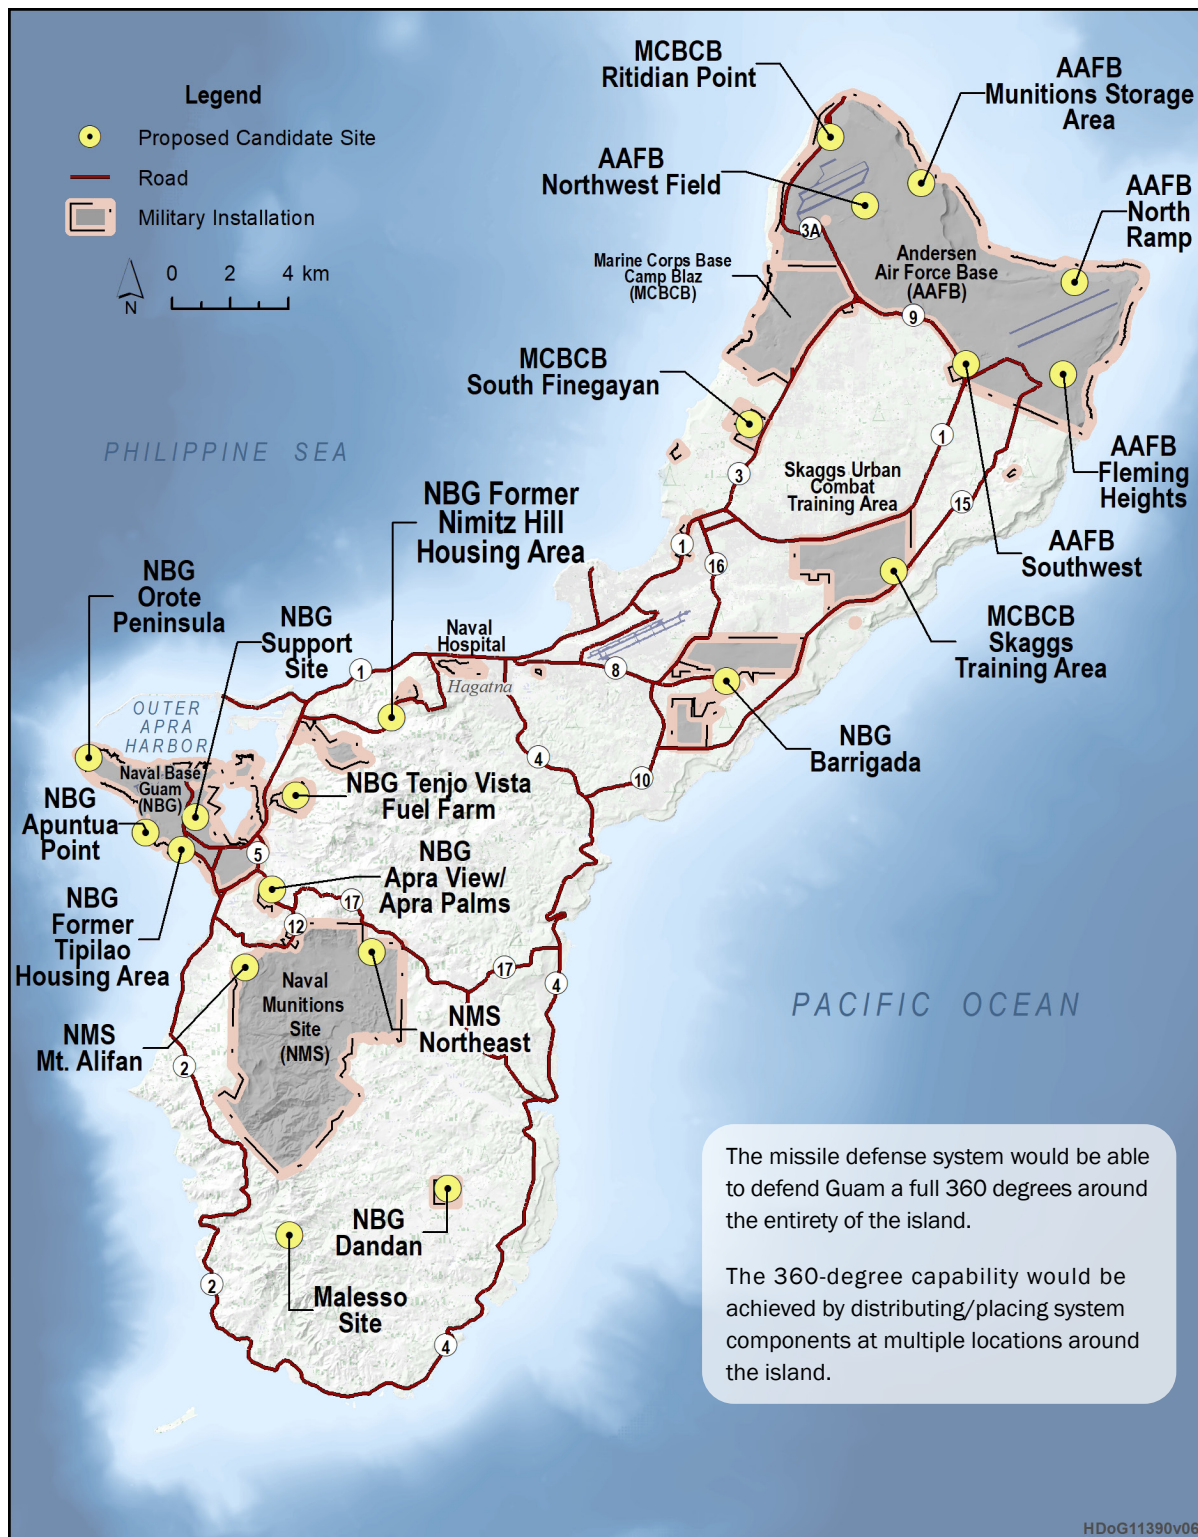 Legend
Proposed Candidate Site
Road
Military Installation
0 2 4 km
N
MCBCB
Ritidian Point
AAFB
Munitions Storage
Area
AAFB
Northwest Field
AAFB
North
Ramp
3A
Marine Corps Base
Camp Blaz
(MCBCB)
Andersen
Air Force Base
(AAFB)
9
MCBCB
South Finegayan
PHILIPPINE SEA
1
AAFB
Fleming
Heights
3
Skaggs Urban
Combat
Training Area
15
NBG Former
Nimitz Hill
Housing Area
1
16
AAFB
Southwest
NBG
Orote
Peninsula
NBG
Support
Site
Naval
Hospital
MCBCB
Skaggs
Training Area
1
8
Hagatna
OUTER
APRA
HARBOR
NBG
Barrigada
4
10
Naval Base
Guam
(NBG)
NBG Tenjo Vista
Fuel Farm
NBG
Apuntua
Point
5
NBG
Apra View/
Apra Palms
NBG
Former
Tipilao
Housing Area
17
12
17
4
Naval
Munitions
Site
(NMS)
PACIFIC OCEAN
NMS
Northeast
NMS
Mt. Alifan
2
NBG
Dandan
2
Malesso
Site
4
The missile defense system would be able
to defend Guam a full 360 degrees around
the entirety of the island.
The 360-degree capability would be
achieved by distributing/placing system
components at multiple locations around
the island.
HDoG11390v06